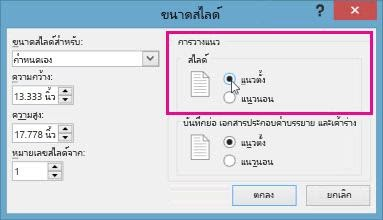 ขนาดสไลด์
ขนาดสไลด์สำหรับ:
กำหนดเอง
ความกว้าง:
13.333 นิ้ว
ความสูง:
17.778 นิ้ว
หมายเลขสไลด์จาก:
1
การวางแนว
สไลด์
แนวตั้ง
แนวนอน
บันทึกย่อ เอกสารประกอบคำบรรยาย และเค้าร่าง
แนวตั้ง
แนวนอน
ตกลง
ยกเลิก